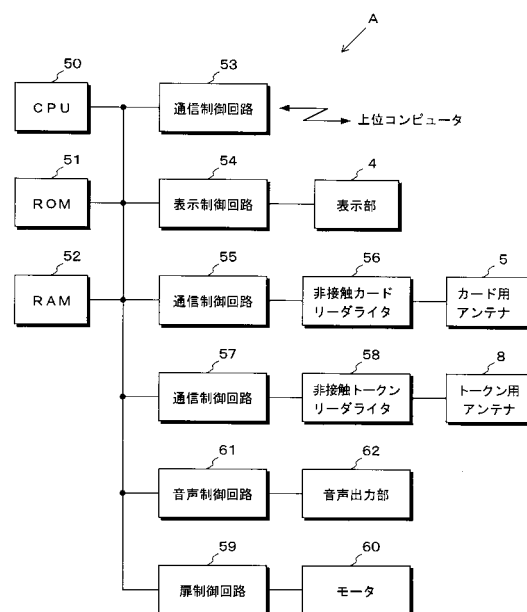 A
50
CPU
53
通信制御回路
上位コンピュータ
51
ROM
54
表示制御回路
4
表示部
52
RAM
55
通信制御回路
56
非接触カード
リーダライタ
5
カード用
アンテナ
57
通信制御回路
58
非接触トークン
リーダライタ
8
トークン用
アンテナ
61
音声制御回路
62
音声出力部
59
扉制御回路
60
モータ